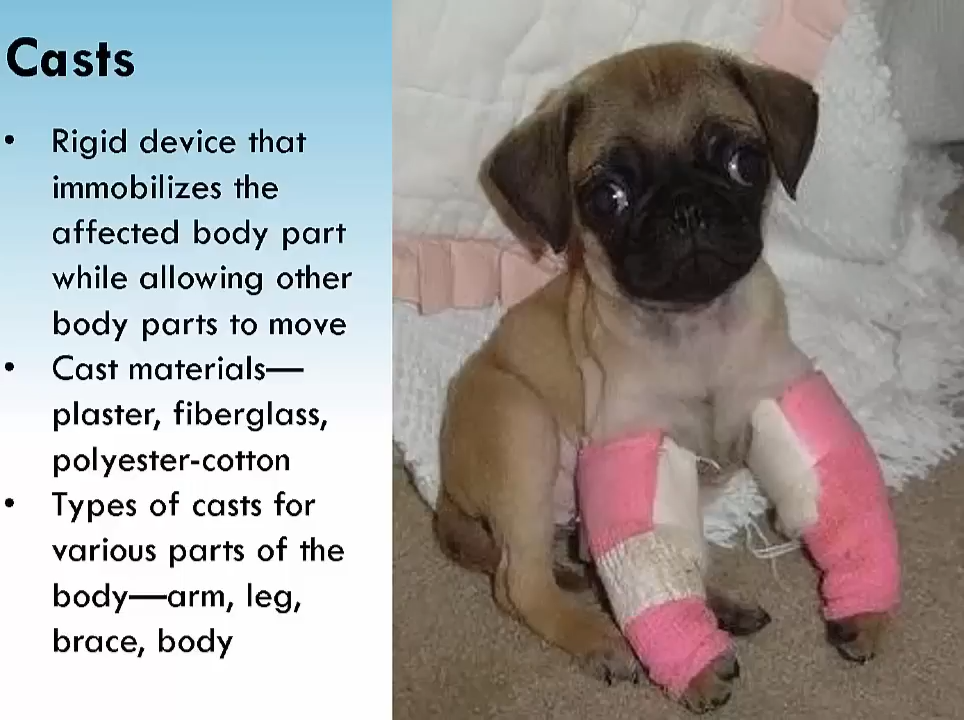 Casts
• Rigid device that
immobilizes the
affected body part
while allowing other
body parts to move
• Cast materials—
plaster, fiberglass,
polyester-cotton
• Types of casts for
various parts of the
body—arm, leg,
brace, body